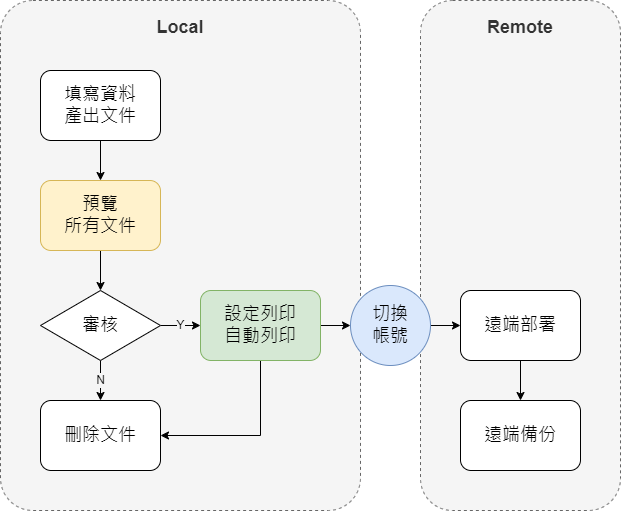 Local
Remote
填寫資料
產出文件
預覽
所有文件
審核
Y
設定列印
自動列印
切換
帳號
遠端部署
N
刪除文件
遠端備份